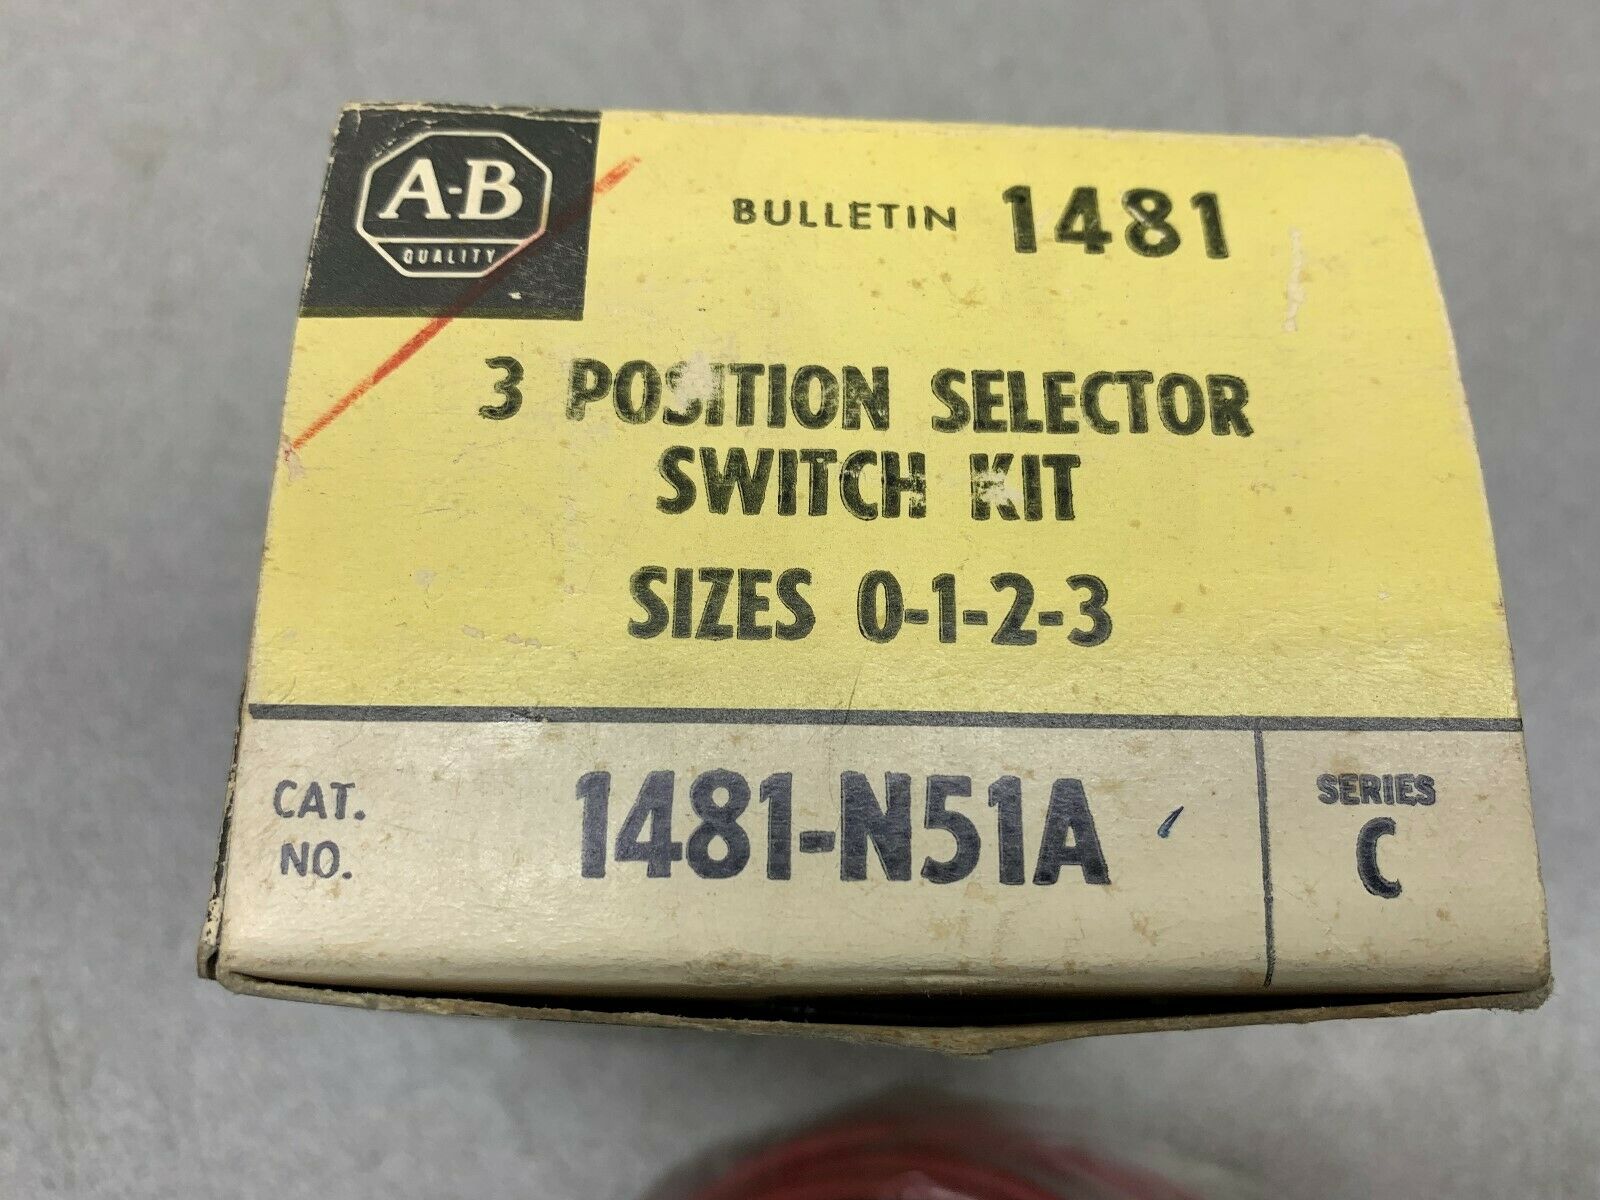 A-B
QUALITY
BULLETIN 1481
3 POSITION SELECTOR
SWITCH KIT
SIZES 0-1-2-3
CAT.
NO.
1481-N51A
SERIES
C